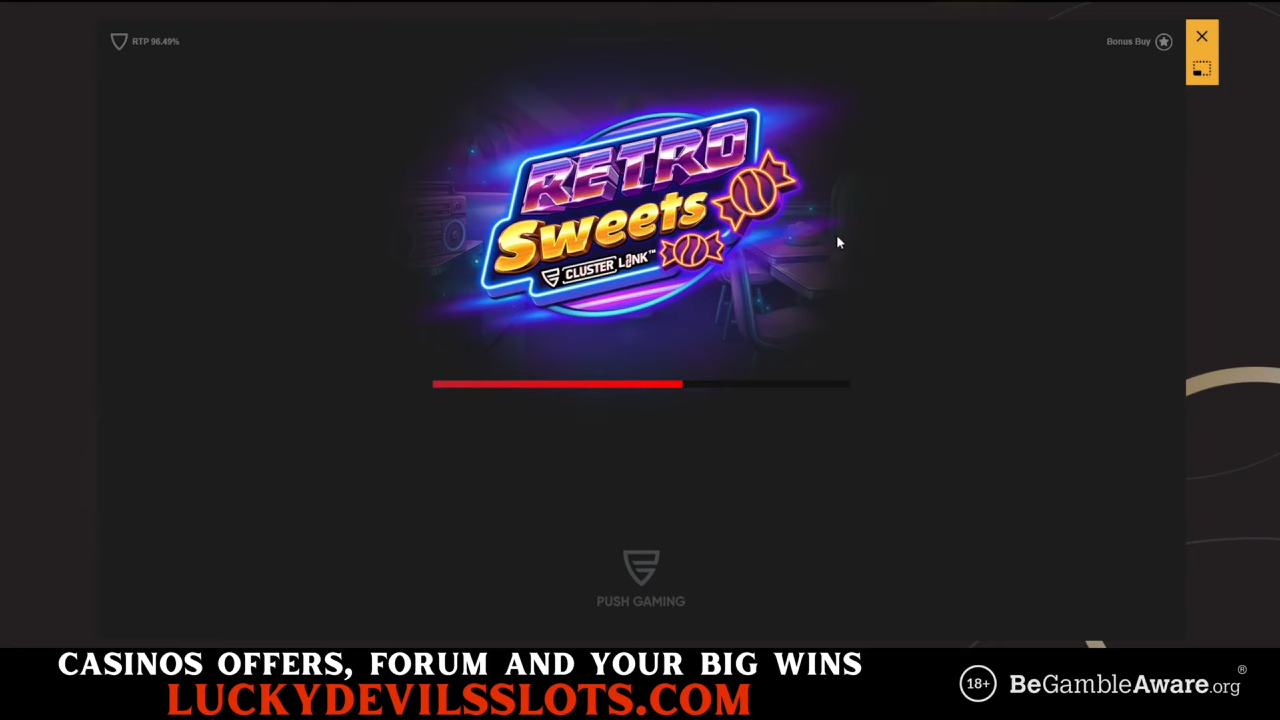 RTP 96.49%
Bonus Buy
RETRO
Sweets
CLUSTER LINK™
PUSH GAMING
CASINOS OFFERS, FORUM AND YOUR BIG WINS
LUCKYDEVILSSLOTS.COM
18+
BeGambleAware.org®